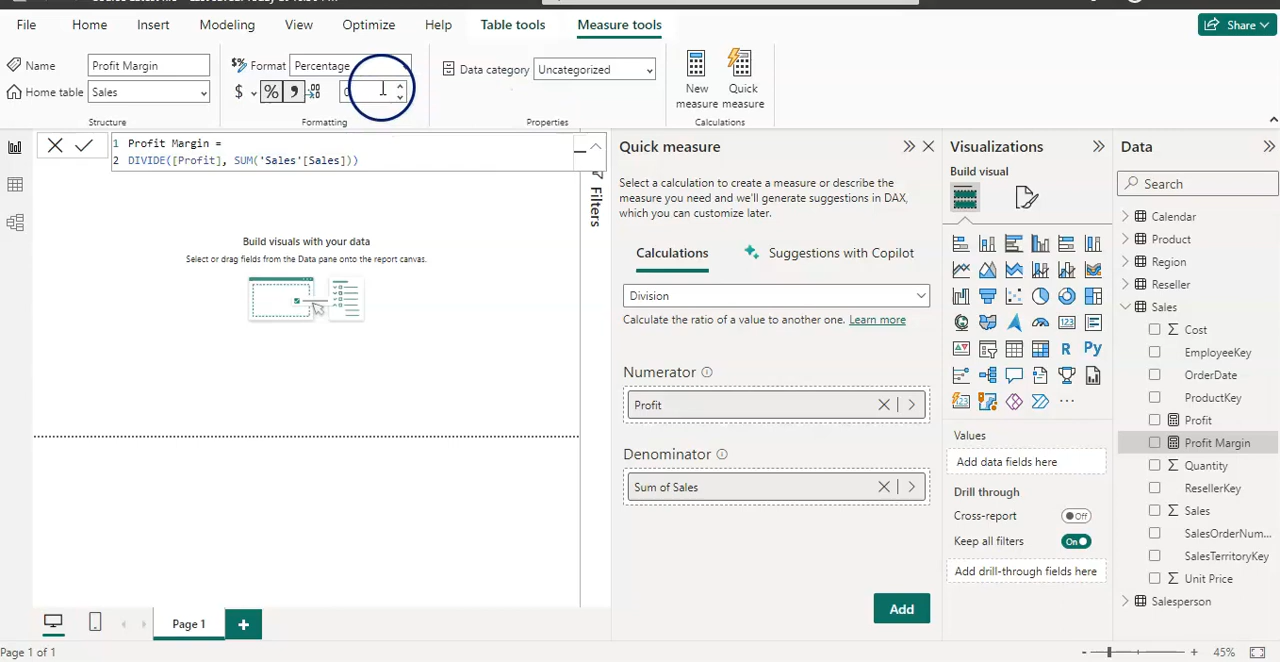 File Home Insert Modeling View Optimize Help Table tools Measure tools Share
Name Profit Margin
Home table Sales
Structure
$% Format Percentage
$ % , .00
Formatting
Data category Uncategorized
Properties
New measure
Quick measure
Calculations
1 Profit Margin =
2 DIVIDE([Profit], SUM('Sales'[Sales]))
Build visuals with your data
Select or drag fields from the Data pane onto the report canvas.
Filters
Quick measure
Select a calculation to create a measure or describe the
measure you need and we'll generate suggestions in DAX,
which you can customize later.
Calculations Suggestions with Copilot
Division
Calculate the ratio of a value to another one. Learn more
Numerator
Profit
Denominator
Sum of Sales
Add
Visualizations
Build visual
123
R Py
Values
Add data fields here
Drill through
Cross-report Off
Keep all filters On
Add drill-through fields here
Data
Search
Calendar
Product
Region
Reseller
Sales
Cost
EmployeeKey
OrderDate
ProductKey
Profit
Profit Margin
Quantity
ResellerKey
Sales
SalesOrderNum...
SalesTerritoryKey
Unit Price
Salesperson
Page 1
Page 1 of 1
- + 45%